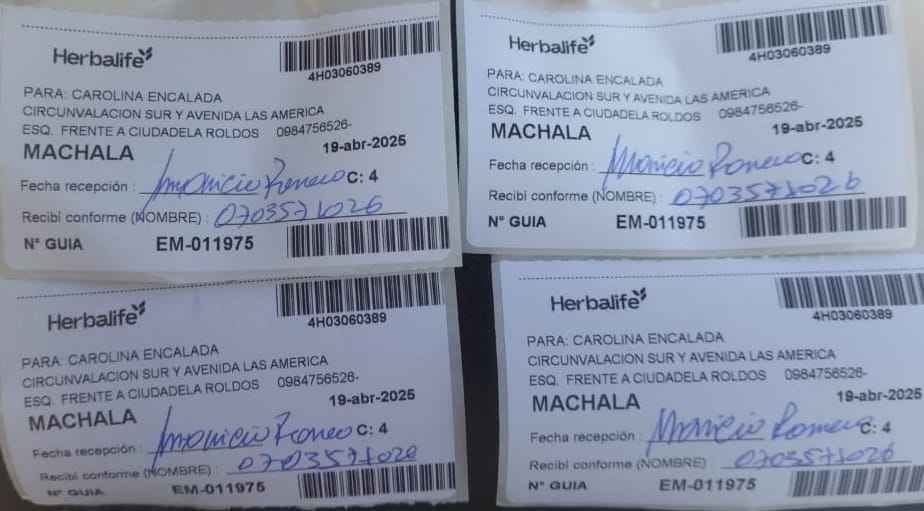 Herbalife
4H03060389
PARA: CAROLINA ENCALADA
CIRCUNVALACION SUR Y AVENIDA LAS AMERICA
ESQ. FRENTE A CIUDADELA ROLDOS 0984756526-
MACHALA 19-abr-2025
Fecha recepción : Mauricio Romero C: 4
Recibi conforme (NOMBRE) : 0703571026
N° GUIA EM-011975
Herbalife
4H03060389
PARA: CAROLINA ENCALADA
CIRCUNVALACION SUR Y AVENIDA LAS AMERICA
ESQ. FRENTE A CIUDADELA ROLDOS 0984756526-
MACHALA 19-abr-2025
Fecha recepción : Mauricio Romero C: 4
Recibi conforme (NOMBRE) : 0703571026
N° GUIA EM-011975
Herbalife
4H03060389
PARA: CAROLINA ENCALADA
CIRCUNVALACION SUR Y AVENIDA LAS AMERICA
ESQ. FRENTE A CIUDADELA ROLDOS 0984756526-
MACHALA 19-abr-2025
Fecha recepción : Mauricio Romero C: 4
Recibi conforme (NOMBRE) : 0703571026
N° GUIA EM-011975
Herbalife
4H03060389
PARA: CAROLINA ENCALADA
CIRCUNVALACION SUR Y AVENIDA LAS AMERICA
ESQ. FRENTE A CIUDADELA ROLDOS 0984756526-
MACHALA 19-abr-2025
Fecha recepción : Mauricio Romero C: 4
Recibi conforme (NOMBRE) : 0703571026
N° GUIA EM-011975